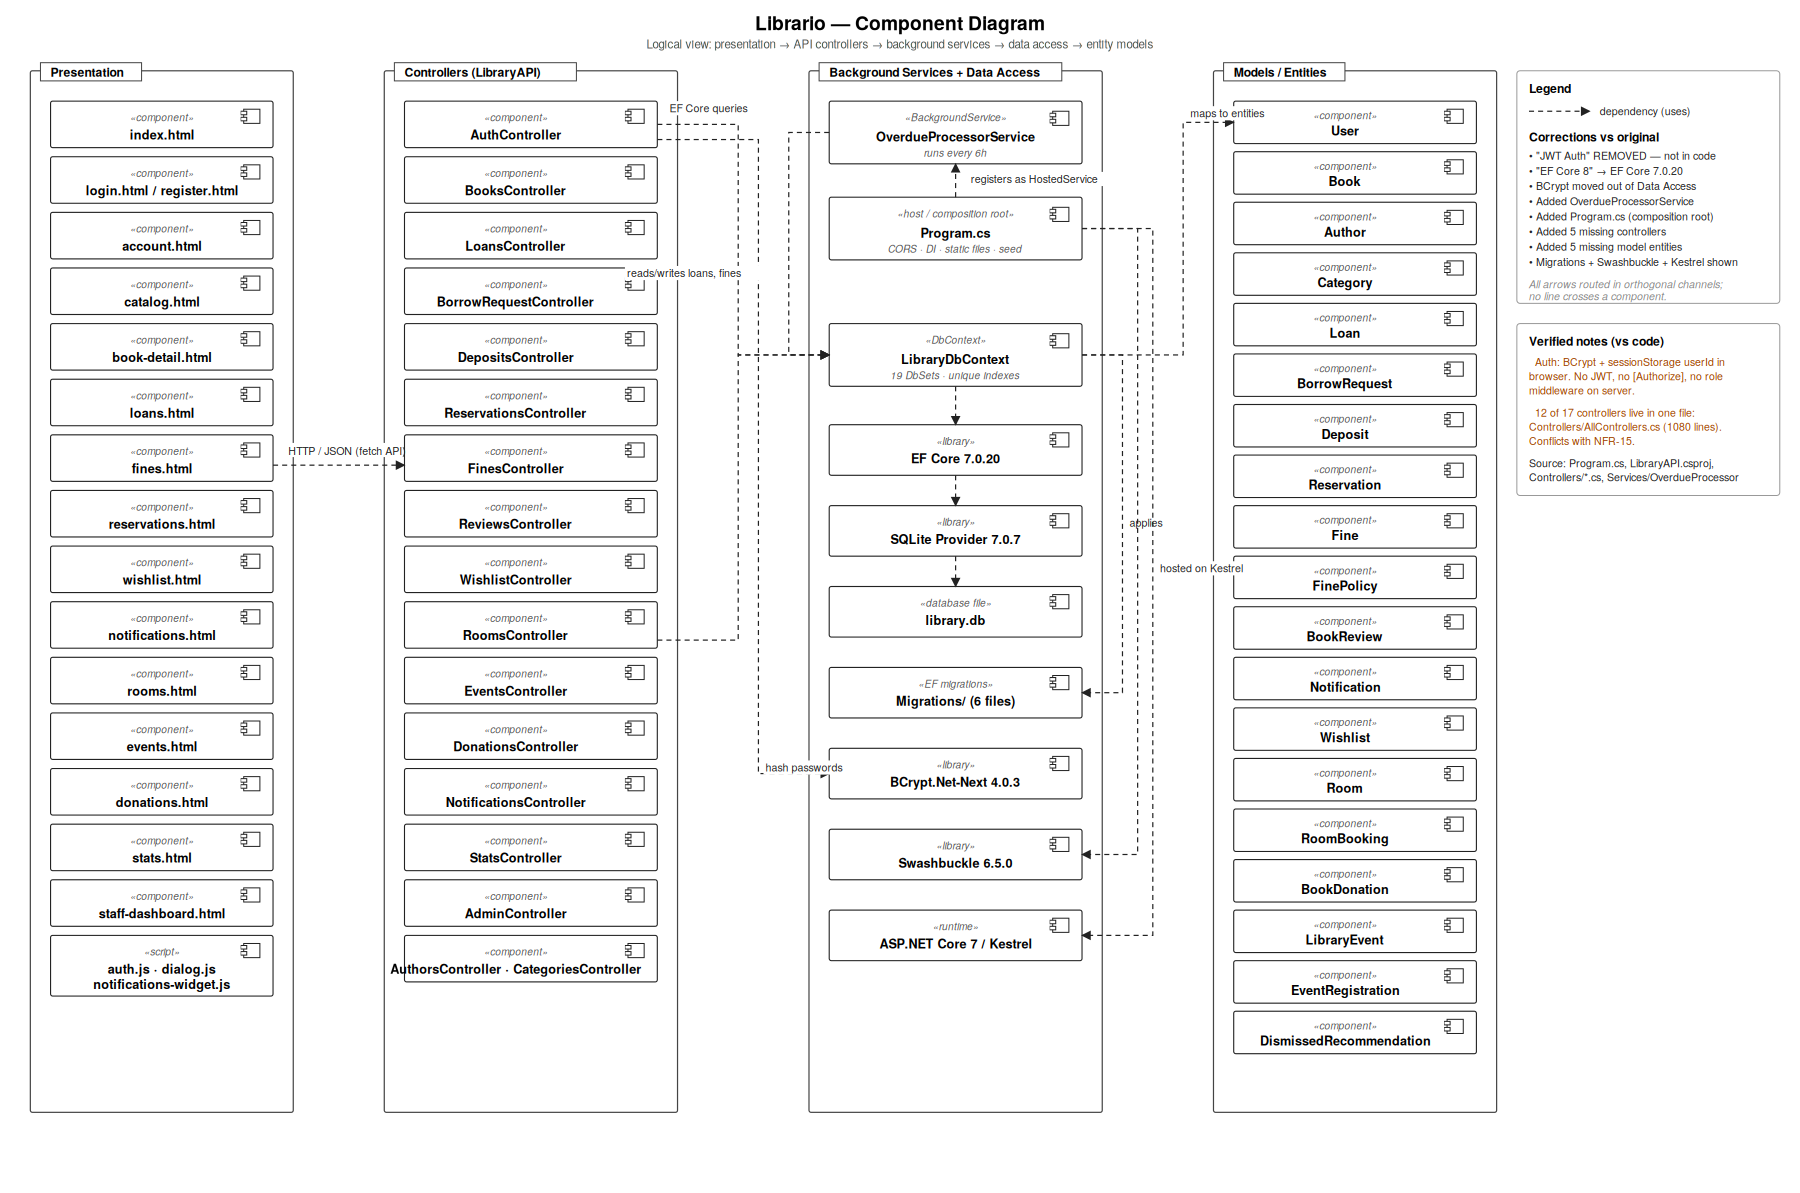 LibrarIo — Component DIagram
Logical view: presentation → API controllers → background services → data access → entity models
Presentation
«component»
index.html
«component»
login.html / register.html
«component»
account.html
«component»
catalog.html
«component»
book-detail.html
«component»
loans.html
«component»
fines.html
«component»
reservations.html
«component»
wishlist.html
«component»
notifications.html
«component»
rooms.html
«component»
events.html
«component»
donations.html
«component»
stats.html
«component»
staff-dashboard.html
«script»
auth.js · dialog.js
notifications-widget.js
HTTP / JSON (fetch API)
Controllers (LibraryAPI)
«component»
AuthController
«component»
BooksController
«component»
LoansController
«component»
BorrowRequestController
«component»
DepositsController
«component»
ReservationsController
«component»
FinesController
«component»
ReviewsController
«component»
WishlistController
«component»
RoomsController
«component»
EventsController
«component»
DonationsController
«component»
NotificationsController
«component»
StatsController
«component»
AdminController
«component»
AuthorsController · CategoriesController
EF Core queries
reads/writes loans, fines
hash passwords
Background Services + Data Access
«BackgroundService»
OverdueProcessorService
runs every 6h
registers as HostedService
«host / composition root»
Program.cs
CORS · DI · static files · seed
«DbContext»
LibraryDbContext
19 DbSets · unique indexes
«library»
EF Core 7.0.20
«library»
SQLite Provider 7.0.7
«database file»
library.db
«EF migrations»
Migrations/ (6 files)
«library»
BCrypt.Net-Next 4.0.3
«library»
Swashbuckle 6.5.0
«runtime»
ASP.NET Core 7 / Kestrel
maps to entities
applies
hosted on Kestrel
Models / Entities
«component»
User
«component»
Book
«component»
Author
«component»
Category
«component»
Loan
«component»
BorrowRequest
«component»
Deposit
«component»
Reservation
«component»
Fine
«component»
FinePolicy
«component»
BookReview
«component»
Notification
«component»
Wishlist
«component»
Room
«component»
RoomBooking
«component»
BookDonation
«component»
LibraryEvent
«component»
EventRegistration
«component»
DismissedRecommendation
Legend
dependency (uses)
Corrections vs original
• "JWT Auth" REMOVED — not in code
• "EF Core 8" → EF Core 7.0.20
• BCrypt moved out of Data Access
• Added OverdueProcessorService
• Added Program.cs (composition root)
• Added 5 missing controllers
• Added 5 missing model entities
• Migrations + Swashbuckle + Kestrel shown
All arrows routed in orthogonal channels;
no line crosses a component.
Verified notes (vs code)
Auth: BCrypt + sessionStorage userId in
browser. No JWT, no [Authorize], no role
middleware on server.
12 of 17 controllers live in one file:
Controllers/AllControllers.cs (1080 lines).
Conflicts with NFR-15.
Source: Program.cs, LibraryAPI.csproj,
Controllers/*.cs, Services/OverdueProcessor